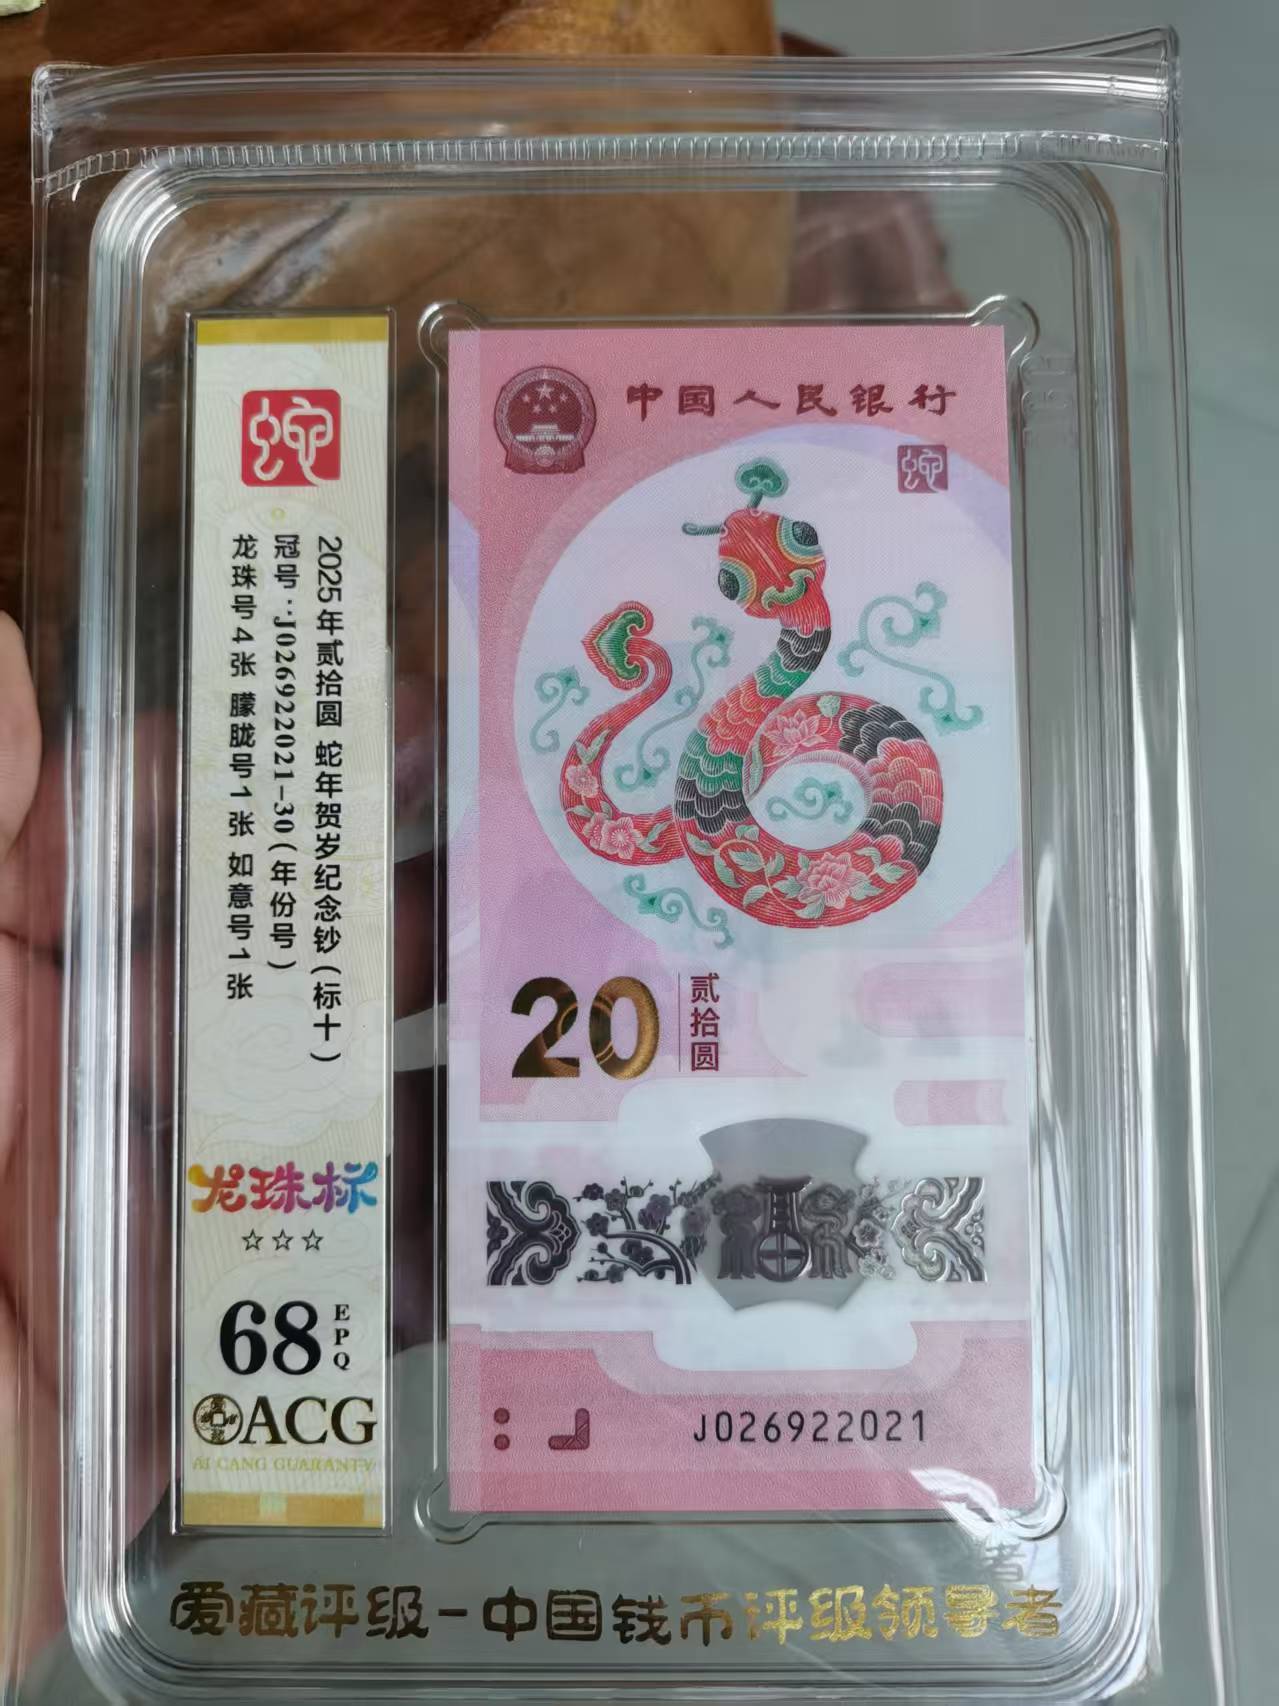 蛇
2025年贰拾圆 蛇年贺岁纪念钞(标十)
冠号:J026922021-30(年份号)
龙珠号4张 朦胧号1张 如意号1张
龙珠标
☆☆☆
68
EPQ
ACG
AI CANG GUARANTY
中国人民银行
蛇
20
贰拾圆
J026922021
爱藏评级-中国钱币评级领导者